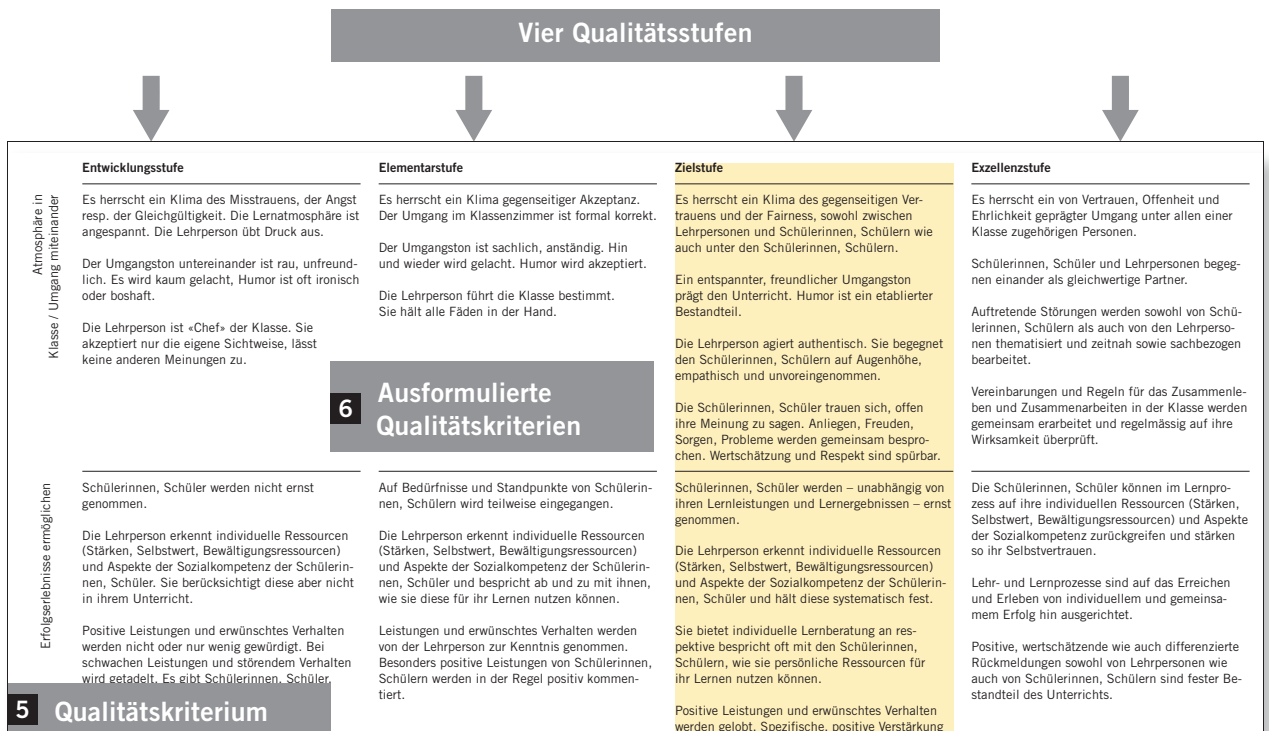 Vier Qualitätsstufen
Entwicklungsstufe
Elementarstufe
Zielstufe
Exzellenzstufe
Atmosphäre in
Klasse / Umgang miteinander
Es herrscht ein Klima des Misstrauens, der Angst
resp. der Gleichgültigkeit. Die Lernatmosphäre ist
angespannt. Die Lehrperson übt Druck aus.
Der Umgangston untereinander ist rau, unfreund-
lich. Es wird kaum gelacht, Humor ist oft ironisch
oder boshaft.
Die Lehrperson ist «Chef» der Klasse. Sie
akzeptiert nur die eigene Sichtweise, lässt
keine anderen Meinungen zu.
Es herrscht ein Klima gegenseitiger Akzeptanz.
Der Umgang im Klassenzimmer ist formal korrekt.
Der Umgangston ist sachlich, anständig. Hin
und wieder wird gelacht. Humor wird akzeptiert.
Die Lehrperson führt die Klasse bestimmt.
Sie hält alle Fäden in der Hand.
Es herrscht ein Klima des gegenseitigen Ver-
trauens und der Fairness, sowohl zwischen
Lehrpersonen und Schülerinnen, Schülern wie
auch unter den Schülerinnen, Schülern.
Ein entspannter, freundlicher Umgangston
prägt den Unterricht. Humor ist ein etablierter
Bestandteil.
Die Lehrperson agiert authentisch. Sie begegnet
den Schülerinnen, Schülern auf Augenhöhe,
empathisch und unvoreingenommen.
Die Schülerinnen, Schüler trauen sich, offen
ihre Meinung zu sagen. Anliegen, Freuden,
Sorgen, Probleme werden gemeinsam bespro-
chen. Wertschätzung und Respekt sind spürbar.
Es herrscht ein von Vertrauen, Offenheit und
Ehrlichkeit geprägter Umgang unter allen einer
Klasse zugehörigen Personen.
Schülerinnen, Schüler und Lehrpersonen begeg-
nen einander als gleichwertige Partner.
Auftretende Störungen werden sowohl von Schü-
lerinnen, Schülern als auch von den Lehrperso-
nen thematisiert und zeitnah sowie sachbezogen
bearbeitet.
Vereinbarungen und Regeln für das Zusammenle-
ben und Zusammenarbeiten in der Klasse werden
gemeinsam erarbeitet und regelmässig auf ihre
Wirksamkeit überprüft.
6 Ausformulierte
Qualitätskriterien
Erfolgserlebnisse ermöglichen
Schülerinnen, Schüler werden nicht ernst
genommen.
Die Lehrperson erkennt individuelle Ressourcen
(Stärken, Selbstwert, Bewältigungsressourcen)
und Aspekte der Sozialkompetenz der Schülerin-
nen, Schüler. Sie berücksichtigt diese aber nicht
in ihrem Unterricht.
Positive Leistungen und erwünschtes Verhalten
werden nicht oder nur wenig gewürdigt. Bei
schwachen Leistungen und störendem Verhalten
wird getadelt. Es gibt Schülerinnen, Schüler,
Auf Bedürfnisse und Standpunkte von Schülerin-
nen, Schülern wird teilweise eingegangen.
Die Lehrperson erkennt individuelle Ressourcen
(Stärken, Selbstwert, Bewältigungsressourcen)
und Aspekte der Sozialkompetenz der Schülerin-
nen, Schüler und bespricht ab und zu mit ihnen,
wie sie diese für ihr Lernen nutzen können.
Leistungen und erwünschtes Verhalten werden
von der Lehrperson zur Kenntnis genommen.
Besonders positive Leistungen von Schülerinnen,
Schülern werden in der Regel positiv kommen-
tiert.
Schülerinnen, Schüler werden – unabhängig von
ihren Lernleistungen und Lernergebnissen – ernst
genommen.
Die Lehrperson erkennt individuelle Ressourcen
(Stärken, Selbstwert, Bewältigungsressourcen)
und Aspekte der Sozialkompetenz der Schülerin-
nen, Schüler und hält diese systematisch fest.
Sie bietet individuelle Lernberatung an res-
pektive bespricht oft mit den Schülerinnen,
Schülern, wie sie persönliche Ressourcen für
ihr Lernen nutzen können.
Positive Leistungen und erwünschtes Verhalten
werden gelobt. Spezifische, positive Verstärkung
Die Schülerinnen, Schüler können im Lernpro-
zess auf ihre individuellen Ressourcen (Stärken,
Selbstwert, Bewältigungsressourcen) und Aspekte
der Sozialkompetenz zurückgreifen und stärken
so ihr Selbstvertrauen.
Lehr- und Lernprozesse sind auf das Erreichen
und Erleben von individuellem und gemeinsa-
mem Erfolg hin ausgerichtet.
Positive, wertschätzende wie auch differenzierte
Rückmeldungen sowohl von Lehrpersonen wie
auch von Schülerinnen, Schülern sind fester Be-
standteil des Unterrichts.
5 Qualitätskriterium